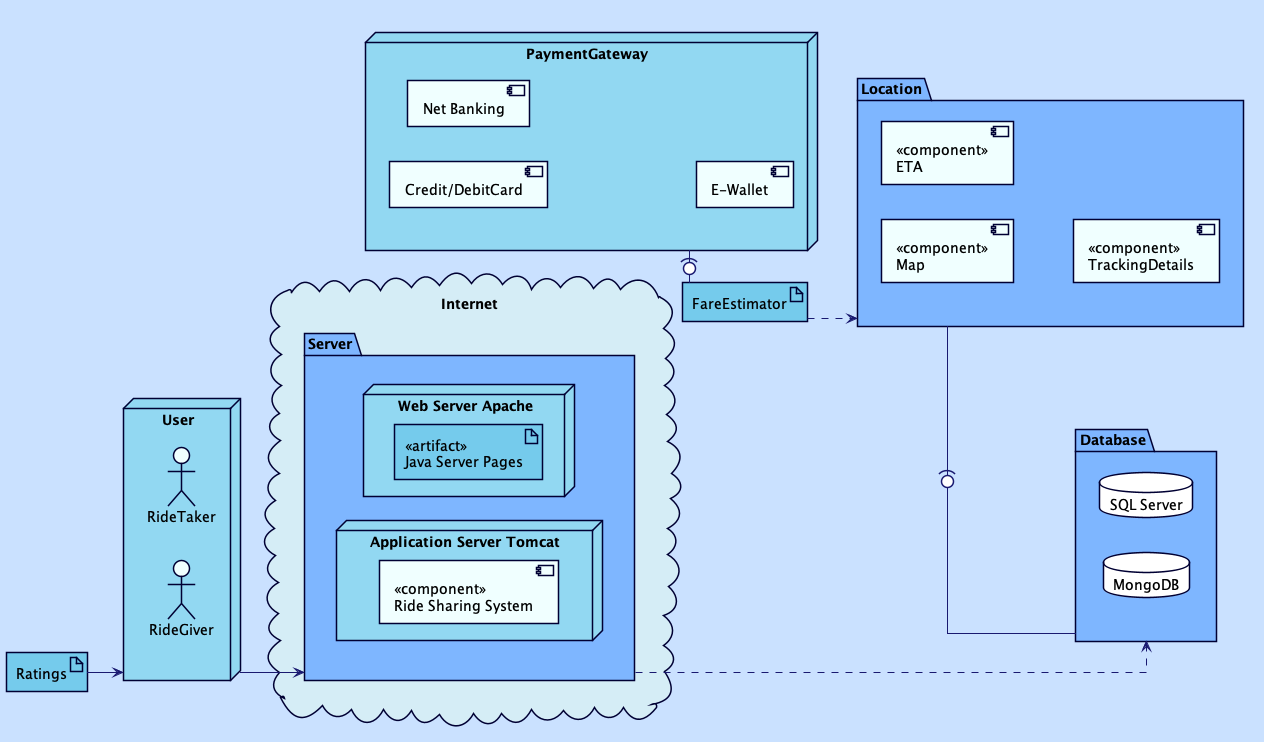 PaymentGateway
Net Banking
Credit/DebitCard
E-Wallet
Location
«component»
ETA
«component»
Map
«component»
TrackingDetails
FareEstimator
Internet
Server
Web Server Apache
«artifact»
Java Server Pages
Application Server Tomcat
«component»
Ride Sharing System
User
RideTaker
RideGiver
Ratings
Database
SQL Server
MongoDB